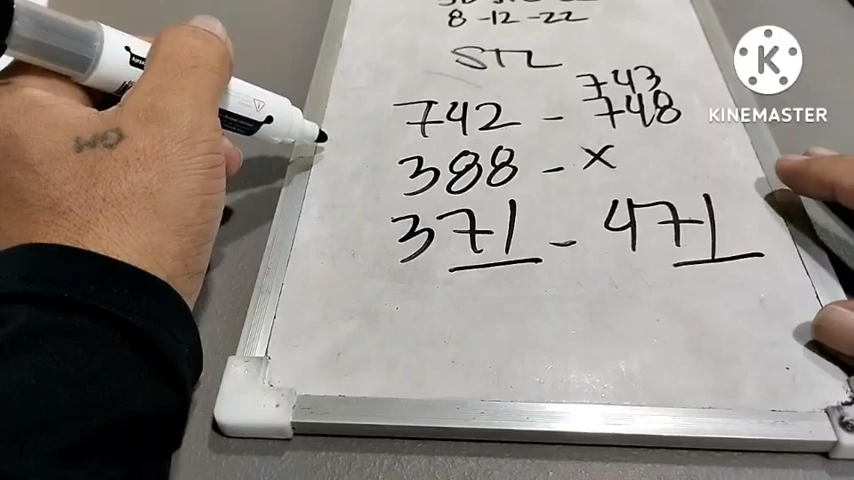 8-12-22
STL
743
742 - 748
388 - X
371 - 471
K
KINEMASTER